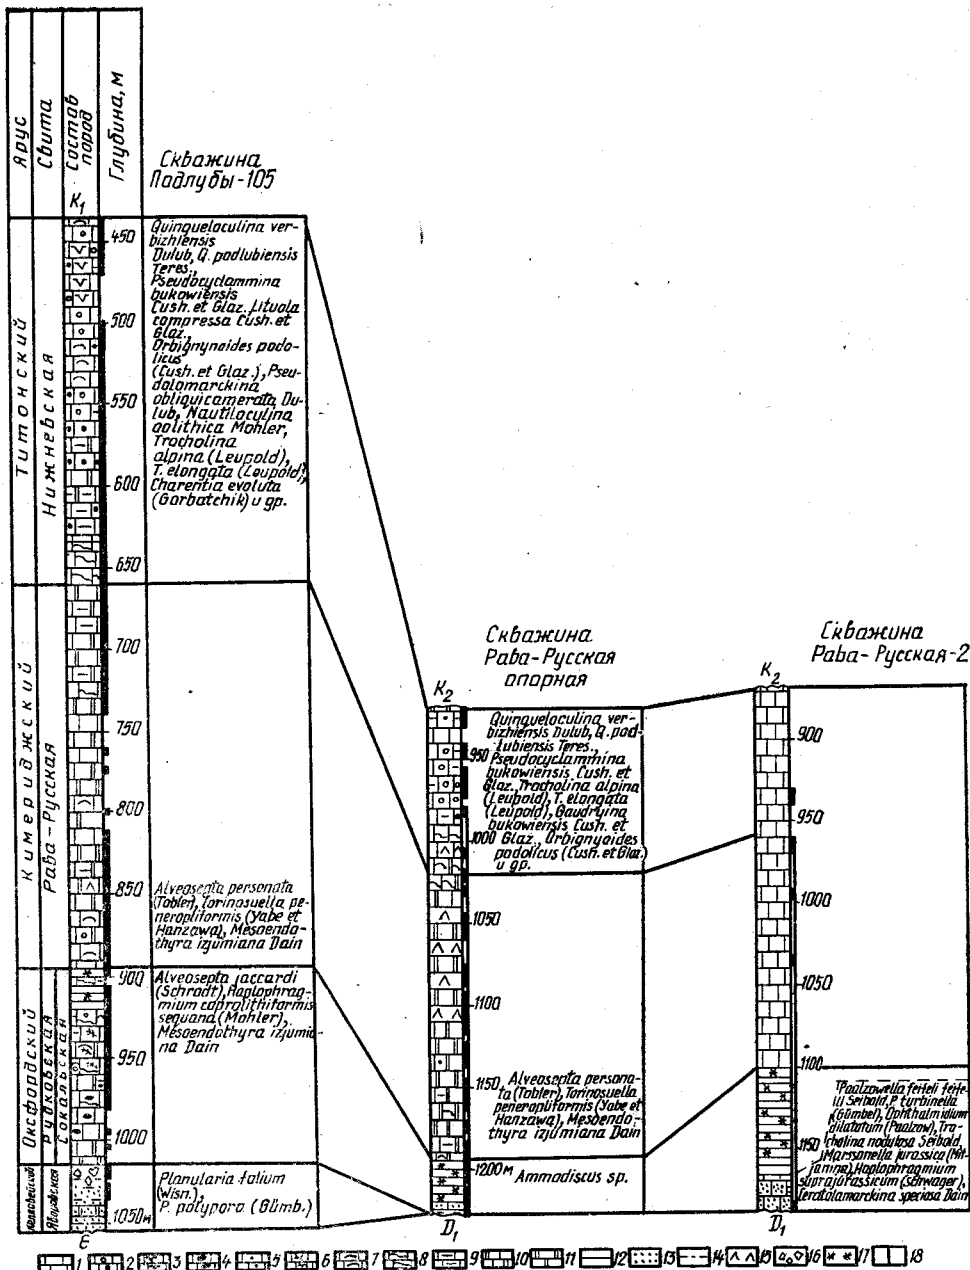 Ярус
Свита
Состав пород
Глубина, м
Скважина
Подлубы-105
K₁
Титонский
Нижневская
Кимериджский
Рава-Русская
Оксфордский
Рудковская
Сокольская
Яворовская
450
500
550
600
650
700
750
800
850
900
950
1000
1050м
Є
Quinqueloculina ver-
bizhiensis
Dulub, Q. podlubiensis
Teres.,
Pseudocyclammina
bukowiensis
Cush. et Glaz. Lituola
compressa Cush. et
Glaz.,
Orbignynoides podo-
licus
(Cush. et Glaz.), Pseu-
dolamarckina
obliquicamerata Du-
lub, Nautiloculina
oolithica Mohler,
Trocholina
alpina (Leupold),
T. elongata (Leupold),
Charentia evoluta
(Gorbatchik) и др.
Alveosepta personata
(Tobler), Torinosuella pe-
neropliformis (Yabe et
Hanzawa), Mesoendo-
thyra izjumiana Dain
Alveosepta jaccardi
(Schrodt), Haplophrag-
mium coprolithiformis
sequana (Mohler),
Mesoendothyra izjumia-
na Dain
Planularia folium
(Wisn.),
P. polypora (Gümb.)
Скважина
Рава-Русская
опорная
K₂
950
1000
1050
1100
1150
1200м
D₁
Quinqueloculina ver-
bizhiensis Dulub, Q. pod-
lubiensis Teres.,
Pseudocyclammina
bukowiensis Cush. et
Glaz., Trocholina alpina
(Leupold), T. elongata
(Leupold), Gaudryina
bukowiensis Cush. et
Glaz., Orbignyoides
podolicus (Cush. et Glaz.)
и др.
Alveosepta persona-
ta (Tobler), Torinosuella
peneropliformis (Yabe et
Hanzawa), Mesoendo-
thyra izjumiana Dain
Ammodiscus sp.
Скважина
Рава-Русская-2
K₂
900
950
1000
1050
1100
1150
D₁
Paalzowella feifeli feife-
li Seibold, P. turbinella
(Gümbel), Ophthalmidium
dilatatum (Paalzow), Tro-
cholina nodulosa Seibold,
Marssonella jurassica (Mit-
janina), Haplophragmium
suprajurassicum (Schwager),
Ceratolamarckina speciosa Dain
1 2 3 4 5 6 7 8 9 10 11 12 13 14 15 16 17 18